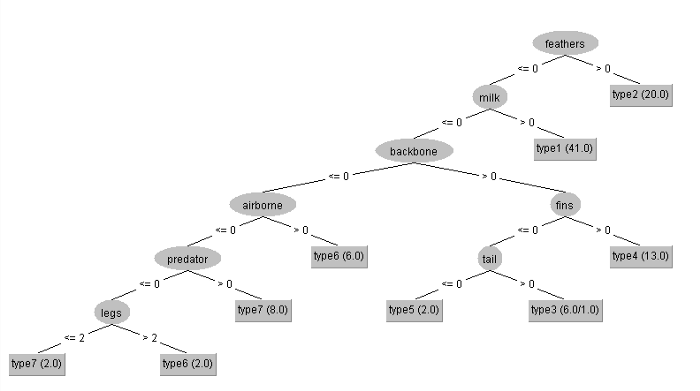 feathers
<= 0 > 0
milk type2 (20.0)
<= 0 > 0
backbone type1 (41.0)
<= 0 > 0
airborne fins
<= 0 > 0 <= 0 > 0
predator type6 (6.0) tail type4 (13.0)
<= 0 > 0 <= 0 > 0
legs type7 (8.0) type5 (2.0) type3 (6.0/1.0)
<= 2 > 2
type7 (2.0) type6 (2.0)